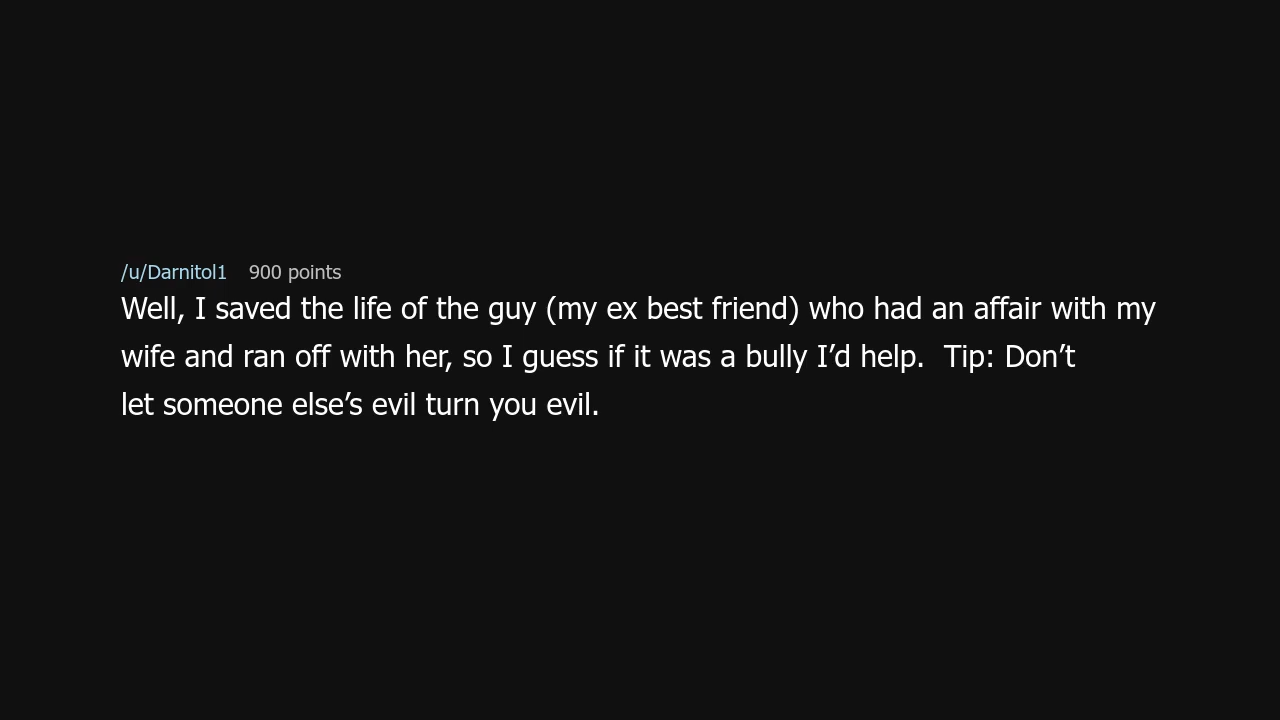 /u/Darnitol1 900 points
Well, I saved the life of the guy (my ex best friend) who had an affair with my
wife and ran off with her, so I guess if it was a bully I’d help.  Tip: Don’t
let someone else’s evil turn you evil.